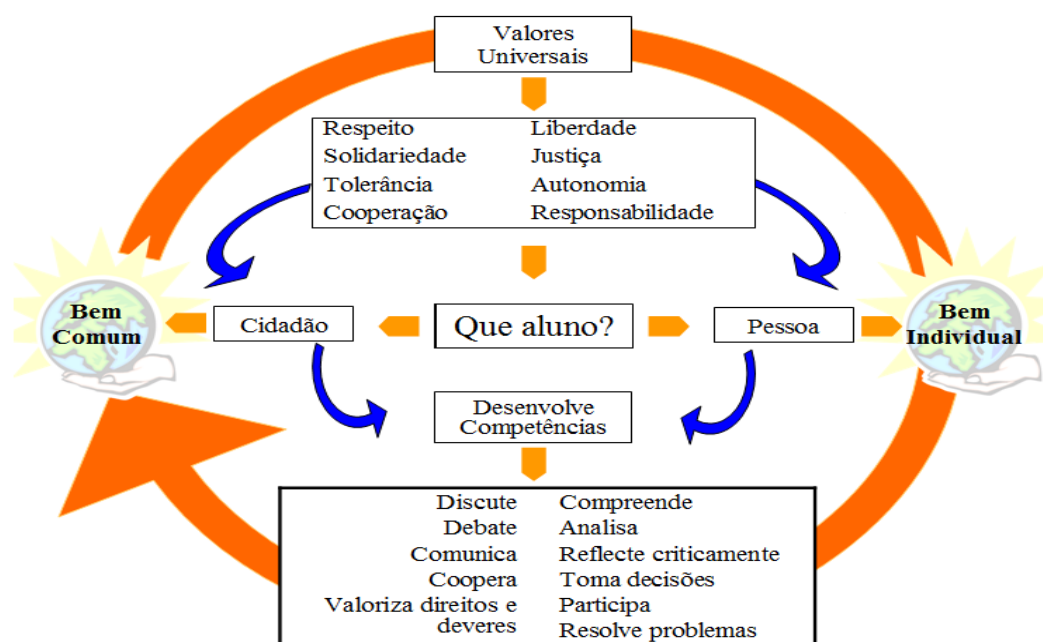 Valores
Universais
Respeito
Solidariedade
Tolerância
Cooperação
Liberdade
Justiça
Autonomia
Responsabilidade
Bem
Comum
Cidadão
Que aluno?
Pessoa
Bem
Individual
Desenvolve
Competências
Discute
Debate
Comunica
Coopera
Valoriza direitos e
deveres
Compreende
Analisa
Reflecte criticamente
Toma decisões
Participa
Resolve problemas